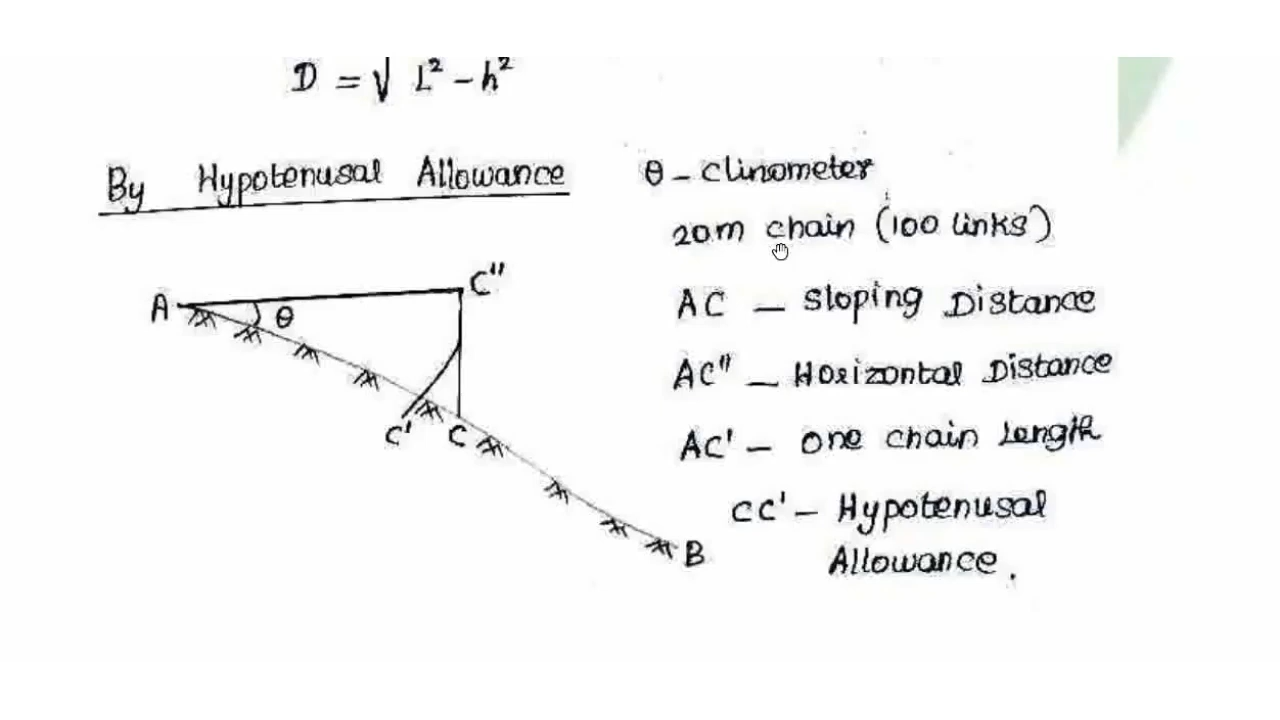 D = √ L² – h²
By Hypotenusal Allowance
θ – Clinometer
20m chain (100 links)
AC – Sloping Distance
AC" – Horizontal Distance
AC' – one chain Length
CC' – Hypotenusal
Allowance.
A
θ
C"
C'
C
B